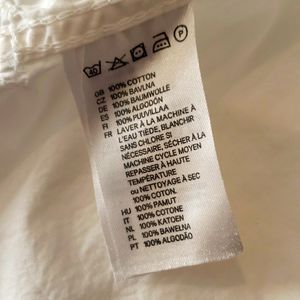 40 P
GB 100% COTTON
CZ 100% BAVLNA
DE 100% BAUMWOLLE
ES 100% ALGODÓN
FI 100% PUUVILLAA
FR LAVER À LA MACHINE À
L'EAU TIÈDE, BLANCHIR
SANS CHLORE SI
NÉCESSAIRE, SÉCHER À LA
MACHINE CYCLE MOYEN
REPASSER À HAUTE
TEMPÉRATURE
ou NETTOYAGE À SEC
100% COTON.
HU 100% PAMUT
IT 100% COTONE
NL 100% KATOEN
PL 100% BAWEŁNA
PT 100% ALGODÃO